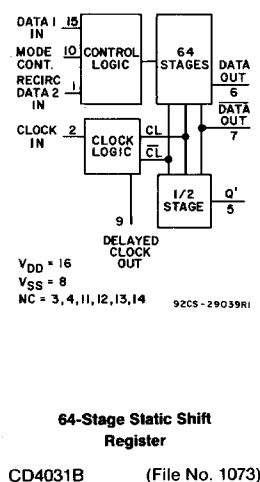 DATA 1 15
IN
MODE 10
CONT.
RECIRC 1
DATA 2
IN
CONTROL
LOGIC
64
STAGES
DATA
OUT
6
DATA
OUT
7
CLOCK 2
IN
CLOCK
LOGIC
CL
CL
1/2
STAGE
Q'
5
9
DELAYED
CLOCK
OUT
VDD = 16
VSS = 8
NC = 3,4,11,12,13,14
92CS-29039RI
64-Stage Static Shift
Register
CD4031B (File No. 1073)